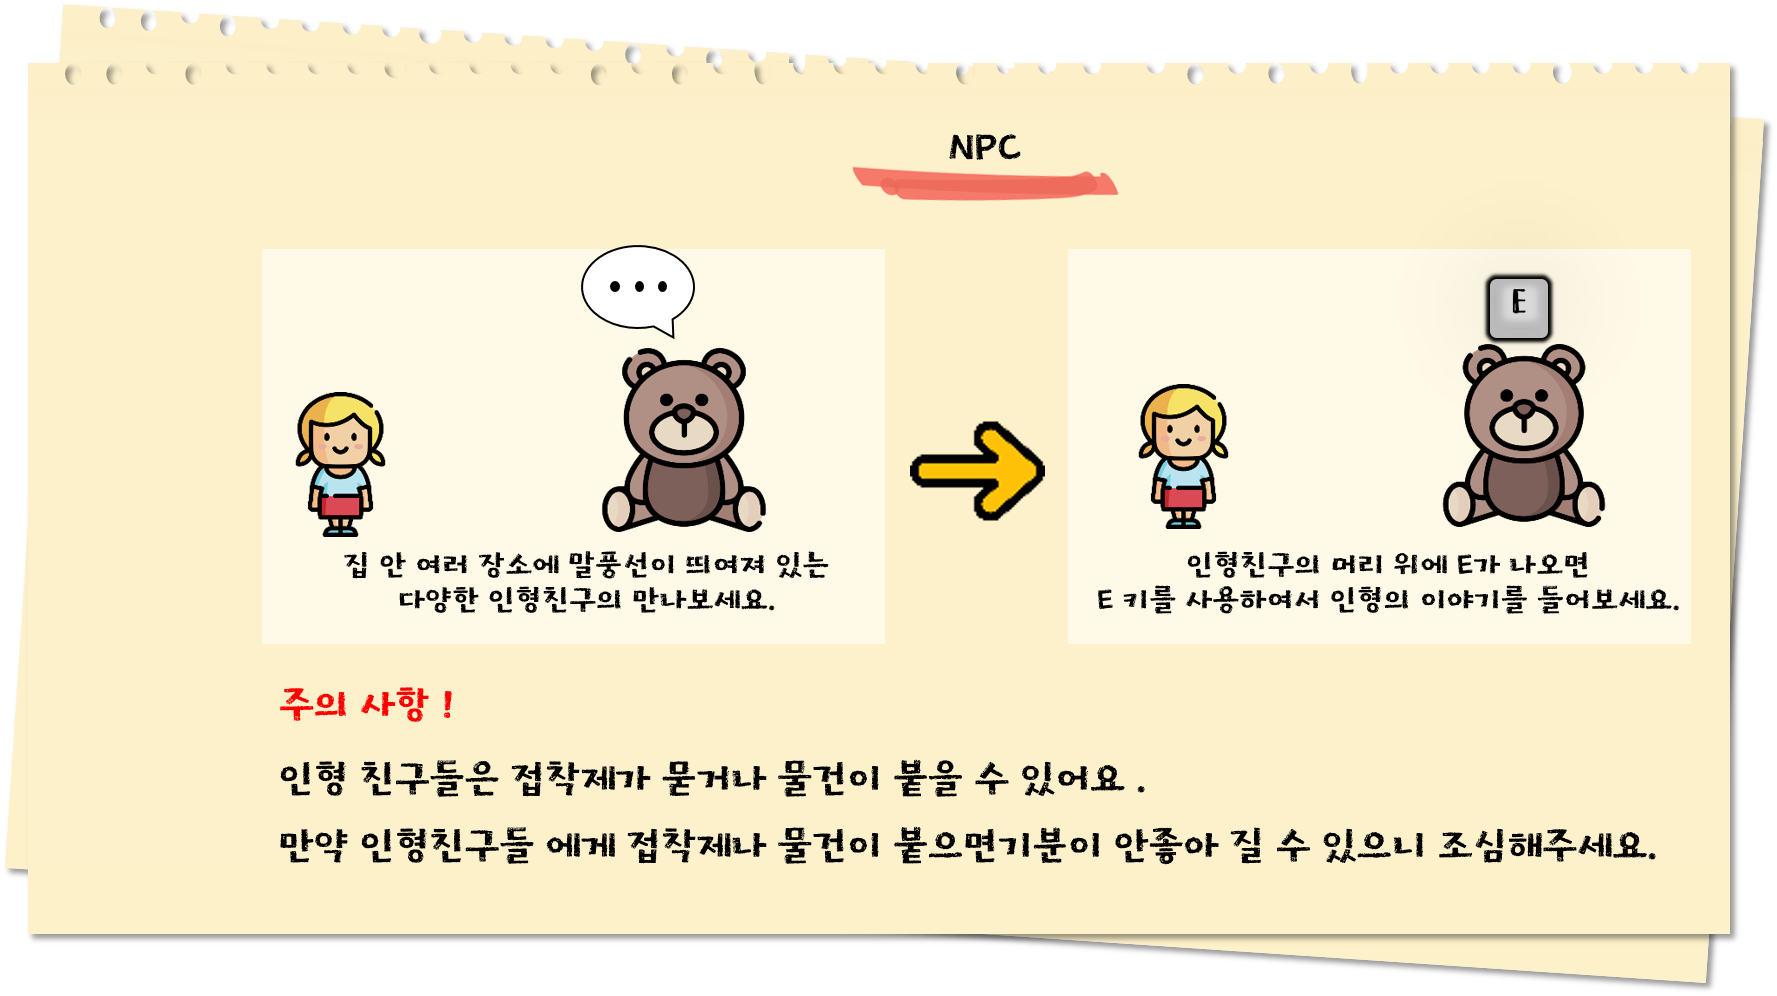 NPC
집 안 여러 장소에 말풍선이 띄여져 있는
다양한 인형친구의 만나보세요.
E
인형친구의 머리 위에 E가 나오면
E 키를 사용하여서 인형의 이야기를 들어보세요.
주의 사항 !
인형 친구들은 접착제가 묻거나 물건이 붙을 수 있어요 .
만약 인형친구들 에게 접착제나 물건이 붙으면기분이 안좋아 질 수 있으니 조심해주세요.